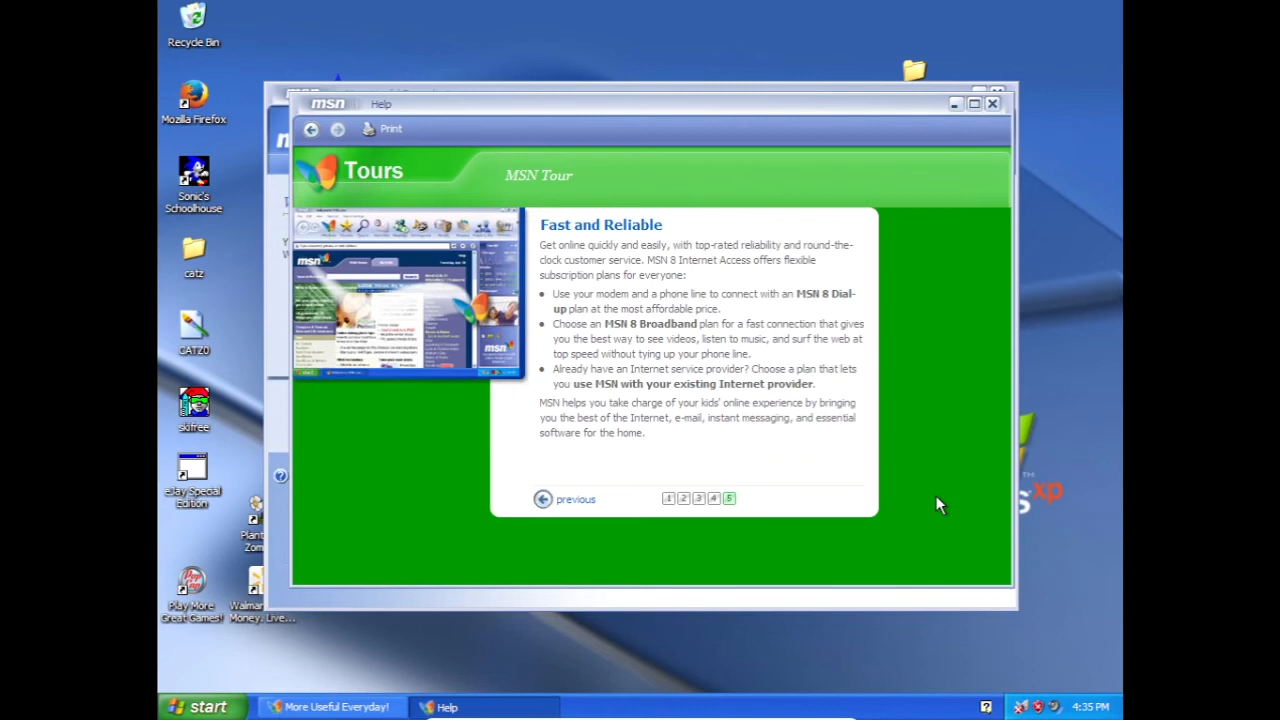 Recycle Bin
Mozilla Firefox
Sonic's
Schoolhouse
catz
CATZ0
skifree
eJay Special
Edition
Plant
Zom
Play More
Great Games!
Walmar
Money. Live...
msn Help
Print
Tours
MSN Tour
msn
Fast and Reliable
Get online quickly and easily, with top-rated reliability and round-the-
clock customer service. MSN 8 Internet Access offers flexible
subscription plans for everyone:
Use your modem and a phone line to connect with an MSN 8 Dial-
up plan at the most affordable price.
Choose an MSN 8 Broadband plan for a fast connection that gives
you the best way to see videos, listen to music, and surf the web at
top speed without tying up your phone line.
Already have an Internet service provider? Choose a plan that lets
you use MSN with your existing Internet provider.
MSN helps you take charge of your kids' online experience by bringing
you the best of the Internet, e-mail, instant messaging, and essential
software for the home.
previous
1 2 3 4 5
s xp
TM
start
More Useful Everyday!
Help
4:35 PM